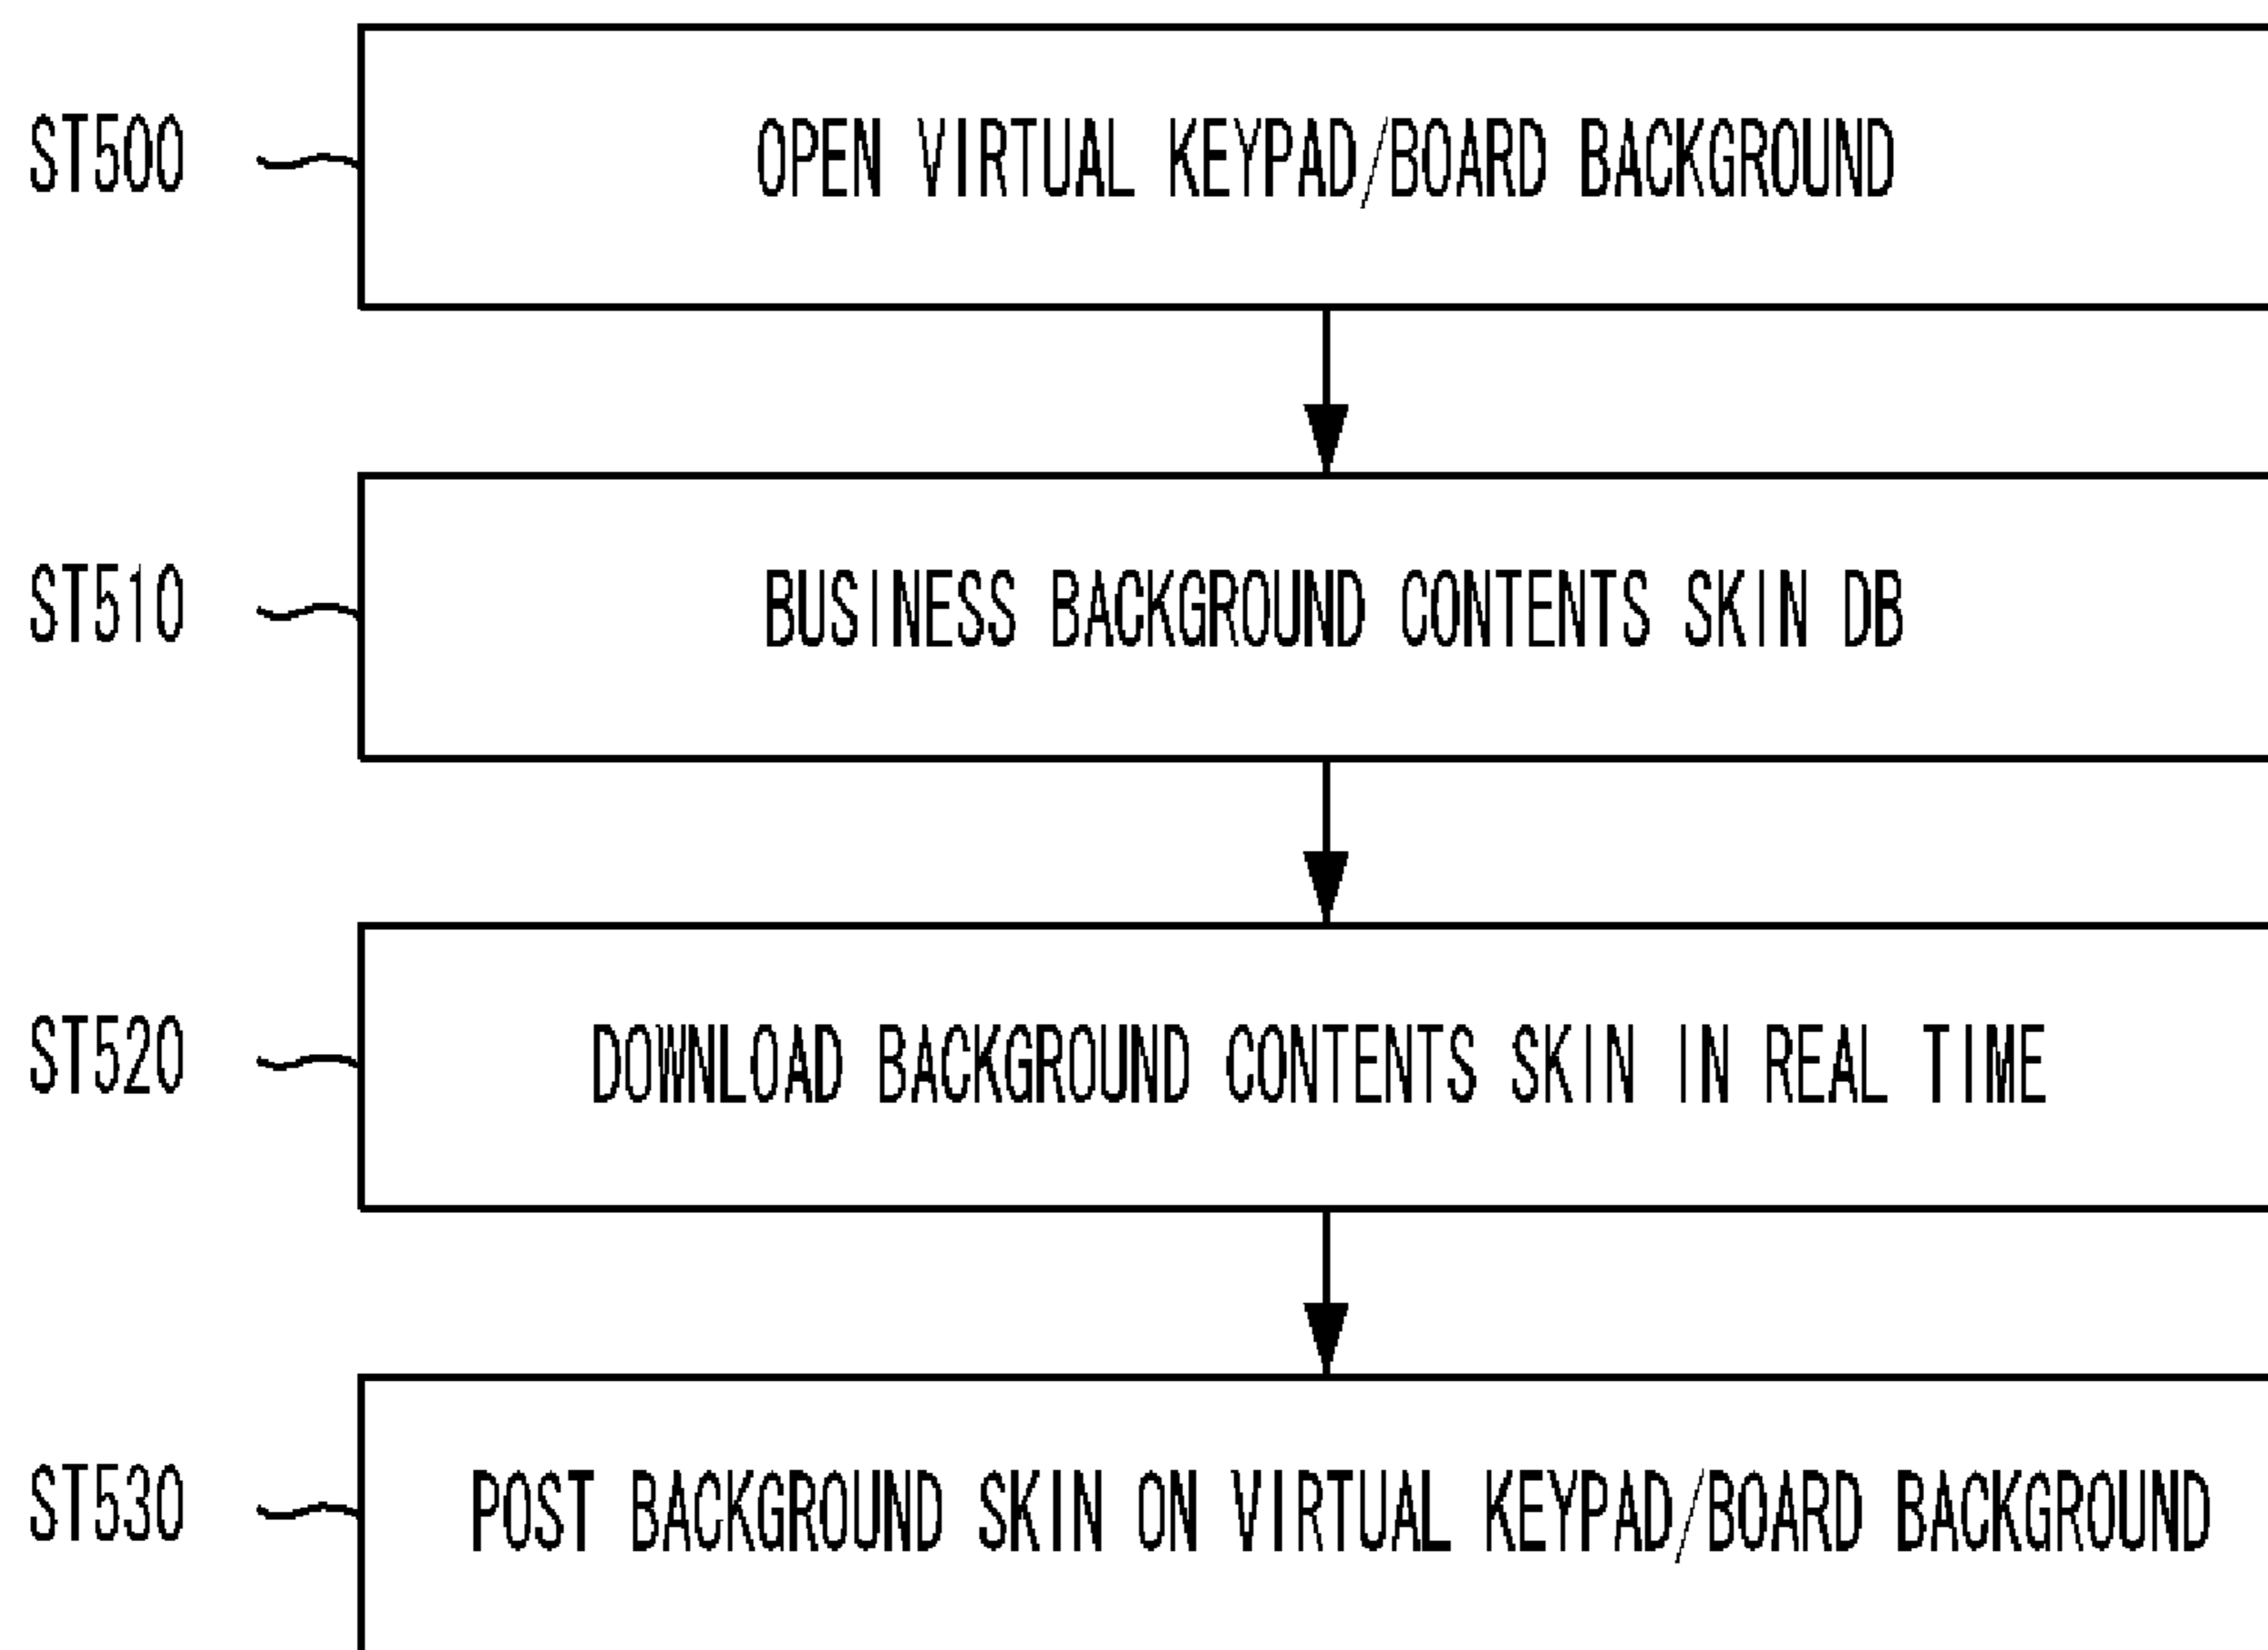 ST500 OPEN VIRTUAL KEYPAD/BOARD BACKGROUND
ST510 BUSINESS BACKGROUND CONTENTS SKIN DB
ST520 DOWNLOAD BACKGROUND CONTENTS SKIN IN REAL TIME
ST530 POST BACKGROUND SKIN ON VIRTUAL KEYPAD/BOARD BACKGROUND